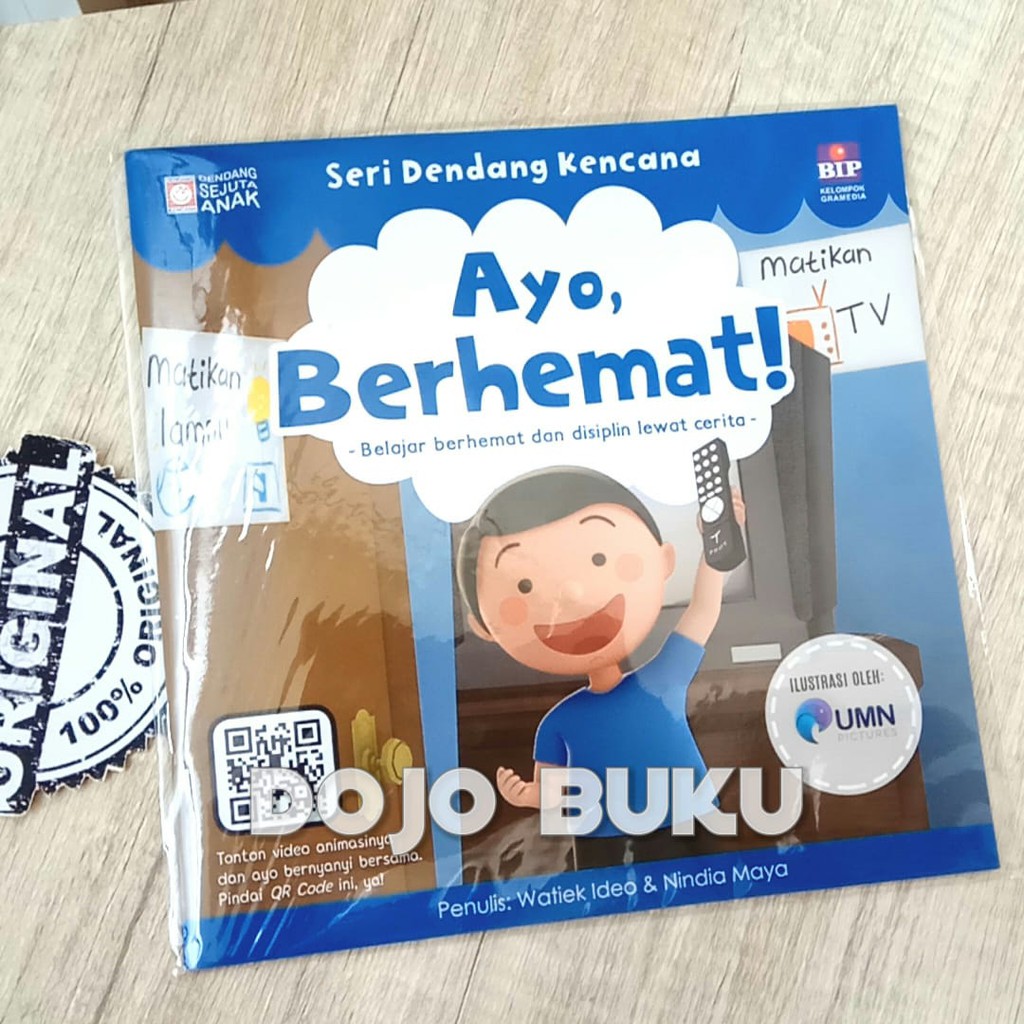 Seri Dendang Kencana
DENDANG
SEJUTA
ANAK
BIP
KELOMPOK
GRAMEDIA
Ayo,
Berhemat!
- Belajar berhemat dan disiplin lewat cerita -
Matikan
TV
Matikan
lampu
ILUSTRASI OLEH:
UMN
PICTURES
ORIGINAL
100% ORIGINAL
DOJO BUKU
Tonton video animasinya
dan ayo bernyanyi bersama.
Pindai QR Code ini, ya!
Penulis: Watiek Ideo & Nindia Maya